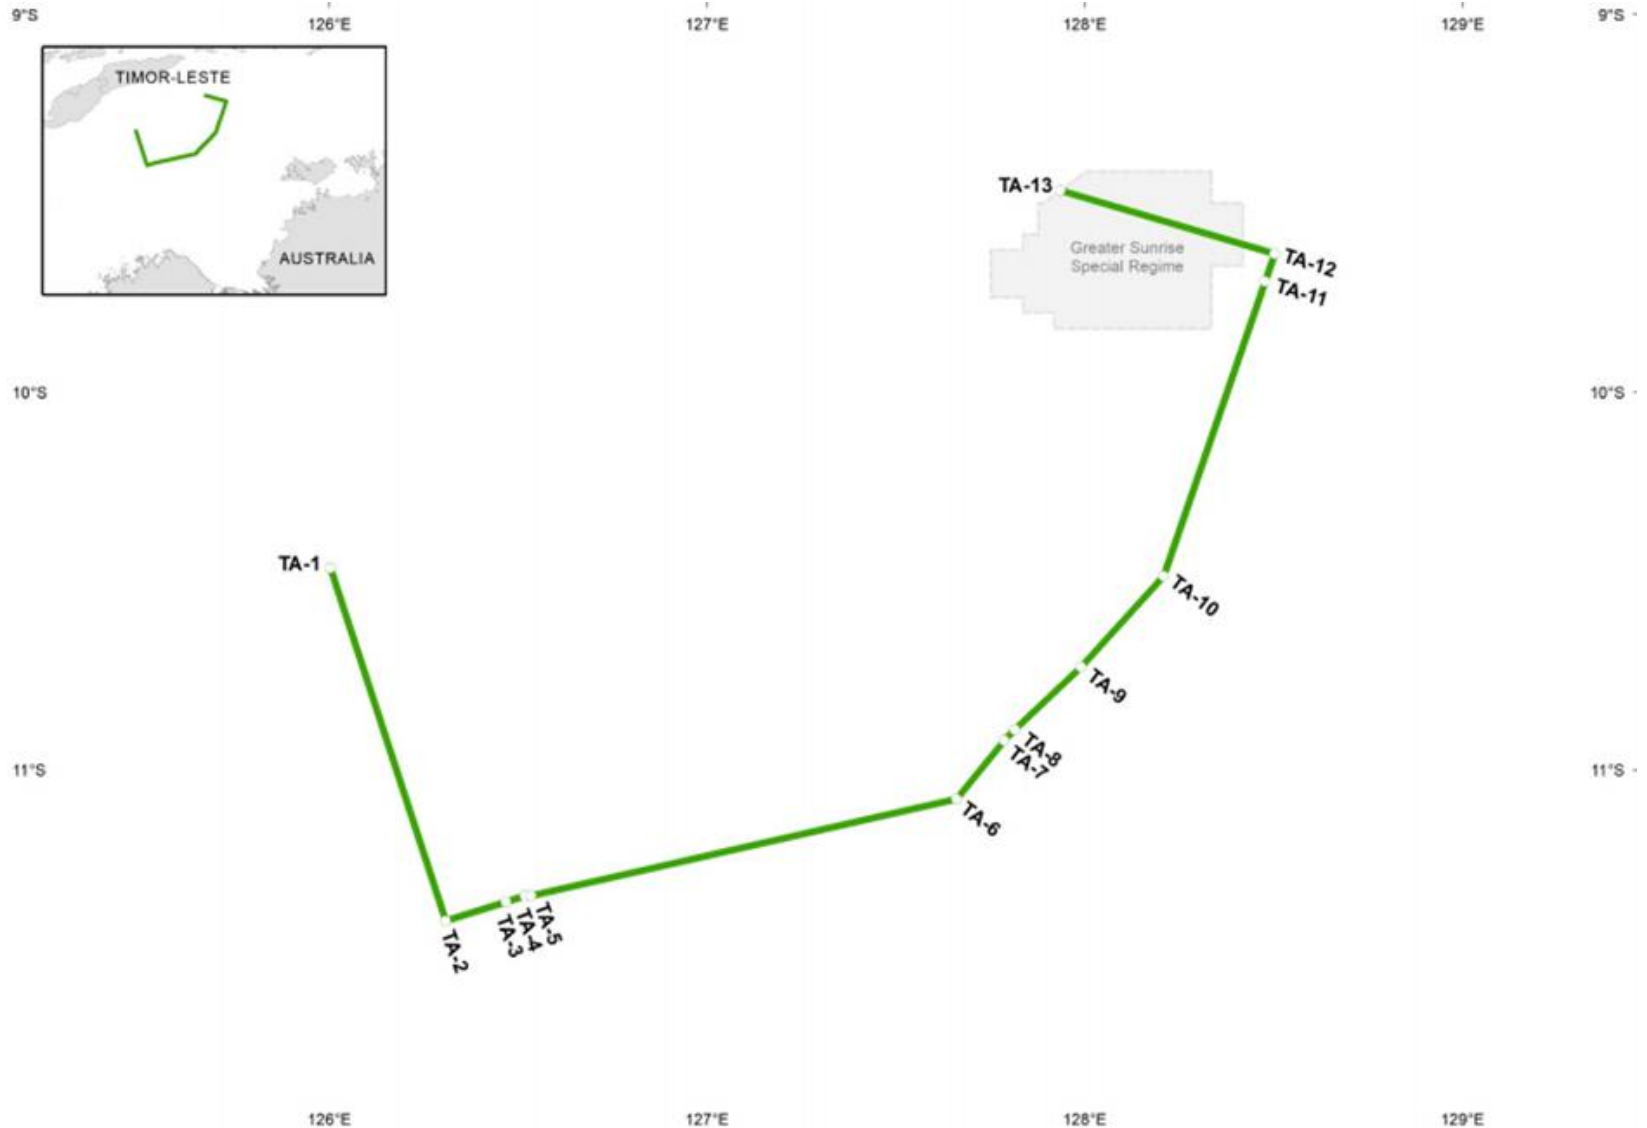 9°S
126°E
127°E
128°E
129°E
9°S
TIMOR-LESTE
AUSTRALIA
TA-13
Greater Sunrise
Special Regime
TA-12
TA-11
10°S
10°S
TA-1
TA-10
TA-9
TA-8
TA-7
11°S
11°S
TA-6
TA-5
TA-4
TA-3
TA-2
126°E
127°E
128°E
129°E